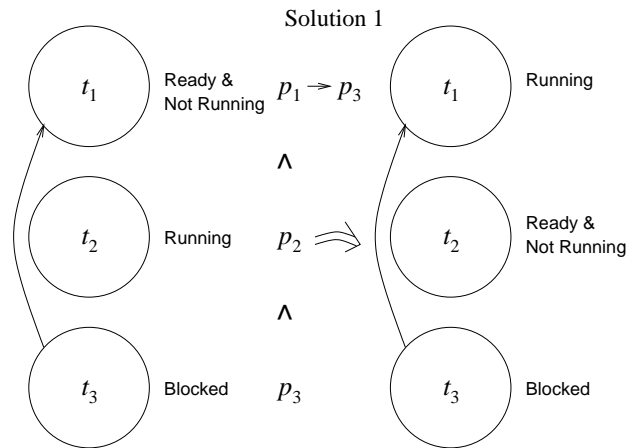 Solution 1
t1
Ready &
Not Running
p1 → p3
t1
Running
∧
t2
Running
p2
t2
Ready &
Not Running
∧
t3
Blocked
p3
t3
Blocked